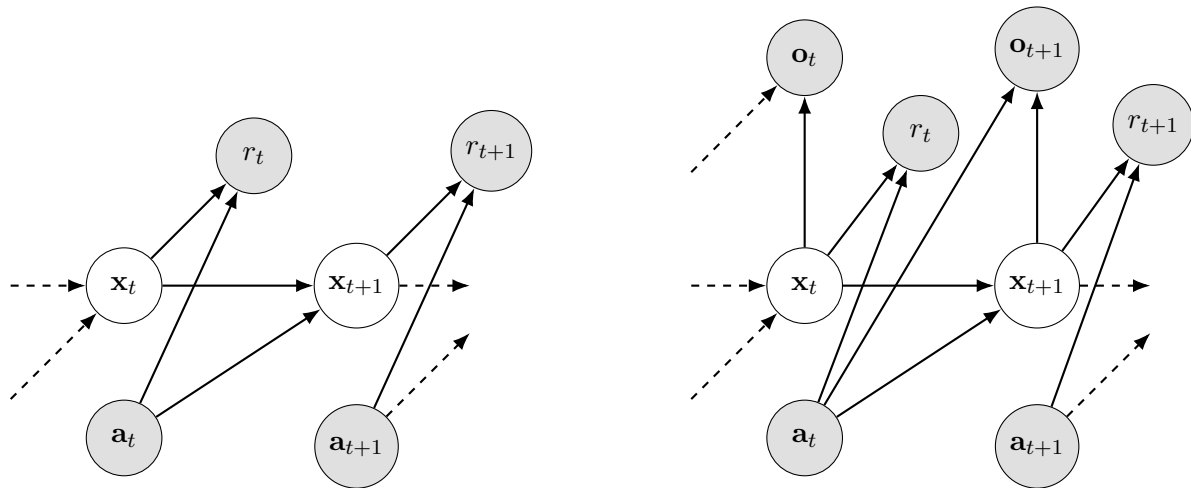 r_t
r_{t+1}
x_t
x_{t+1}
a_t
a_{t+1}
o_t
o_{t+1}
r_t
r_{t+1}
x_t
x_{t+1}
a_t
a_{t+1}